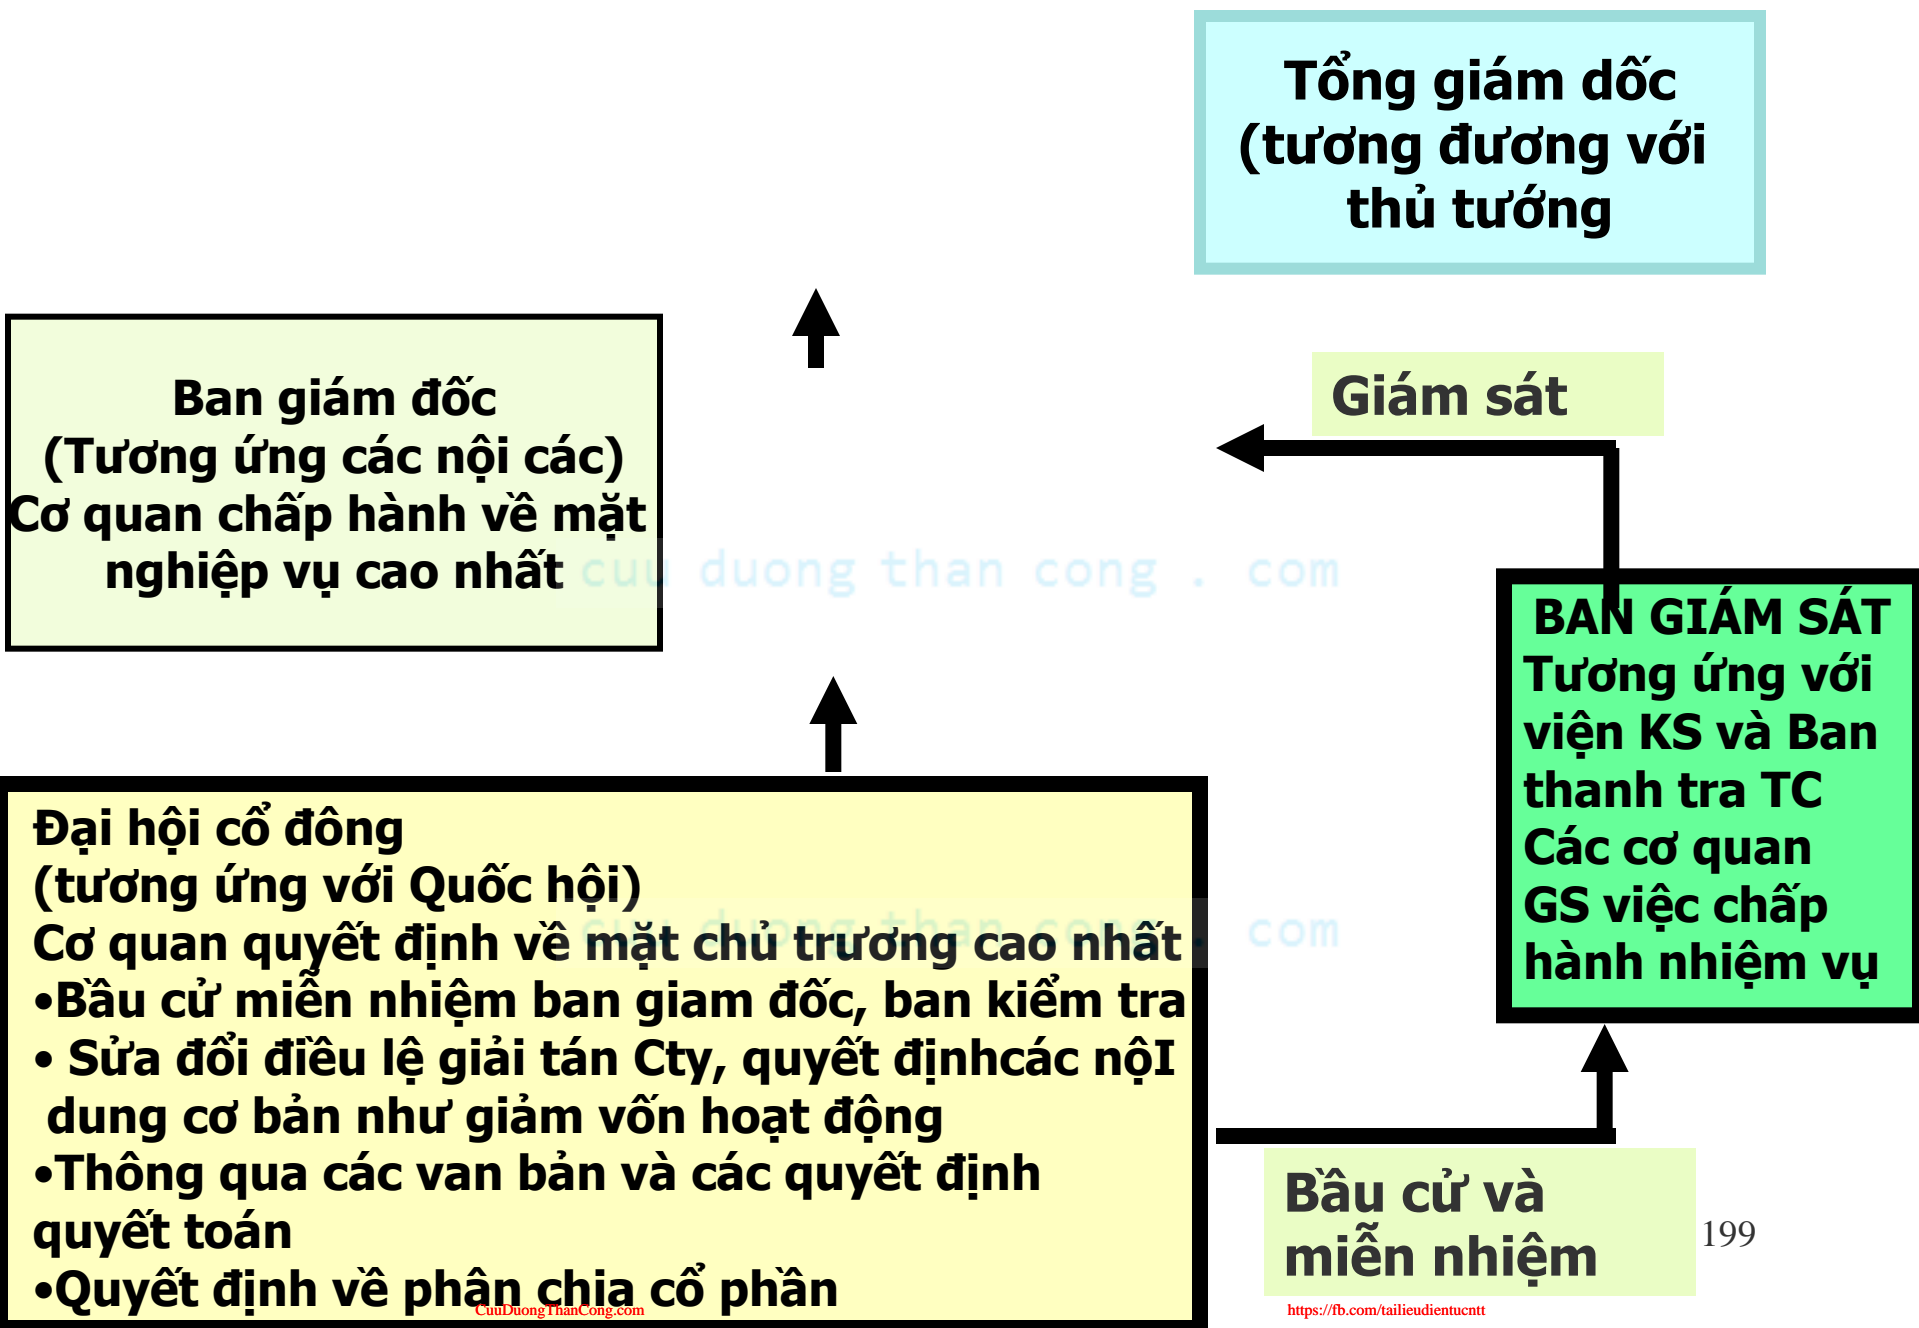 Tổng giám dốc
(tương đương với
thủ tướng
Ban giám đốc
(Tương ứng các nội các)
Cơ quan chấp hành về mặt
nghiệp vụ cao nhất
Giám sát
cuu duong than cong . com
BAN GIÁM SÁT
Tương ứng với
viện KS và Ban
thanh tra TC
Các cơ quan
GS việc chấp
hành nhiệm vụ
Đại hội cổ đông
(tương ứng với Quốc hội)
Cơ quan quyết định về mặt chủ trương cao nhất
cuu duong than cong . com
•Bầu cử miễn nhiệm ban giam đốc, ban kiểm tra
• Sửa đổi điều lệ giải tán Cty, quyết địnhcác nộI
dung cơ bản như giảm vốn hoạt động
•Thông qua các van bản và các quyết định
quyết toán
•Quyết định về phân chia cổ phần
Bầu cử và
miễn nhiệm
199
CuuDuongThanCong.com
https://fb.com/tailieudientucntt